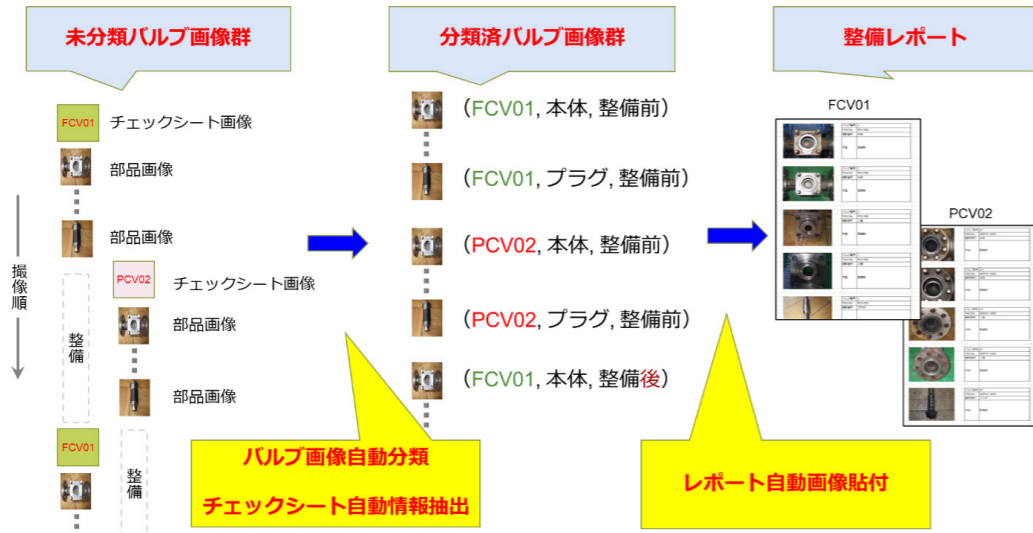 未分類バルブ画像群
分類済バルブ画像群
整備レポート
FCV01
チェックシート画像
部品画像
部品画像
撮像順
PCV02
チェックシート画像
整備
部品画像
部品画像
FCV01
整備
(FCV01, 本体, 整備前)
(FCV01, プラグ, 整備前)
(PCV02, 本体, 整備前)
(PCV02, プラグ, 整備前)
(FCV01, 本体, 整備後)
バルブ画像自動分類
チェックシート自動情報抽出
FCV01
PCV02
レポート自動画像貼付